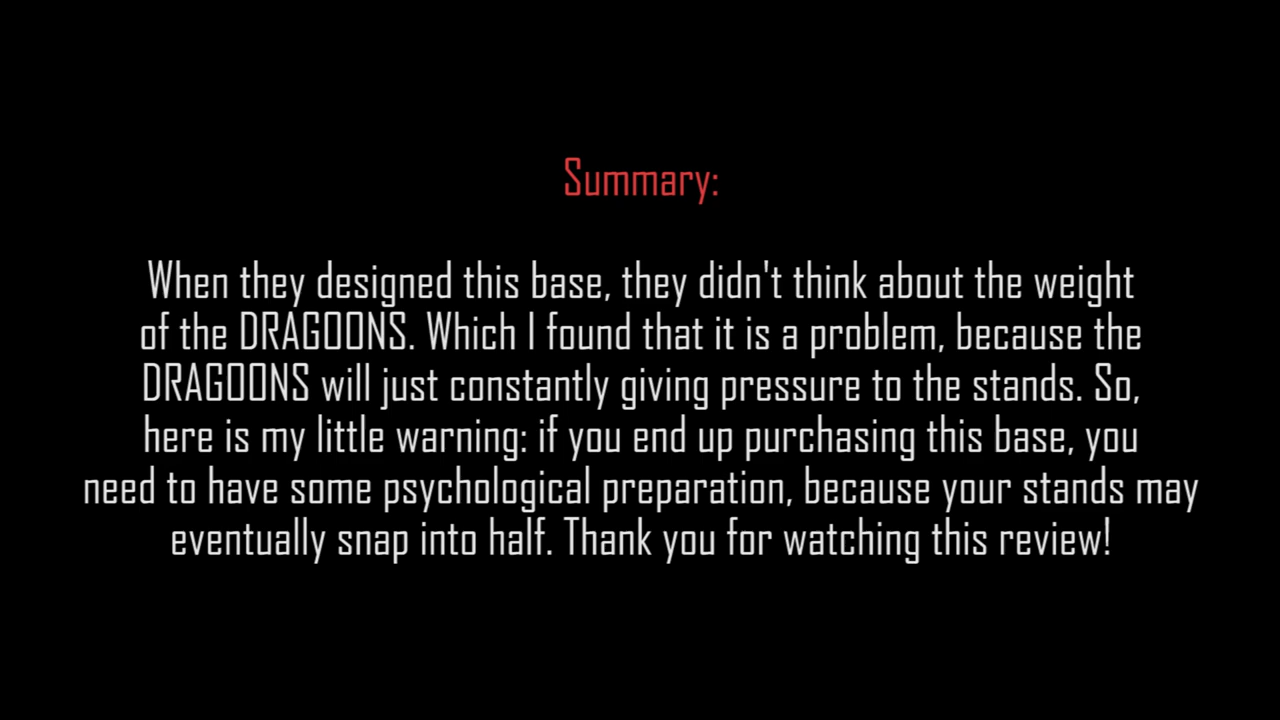 Summary:
When they designed this base, they didn't think about the weight
of the DRAGOONS. Which I found that it is a problem, because the
DRAGOONS will just constantly giving pressure to the stands. So,
here is my little warning: if you end up purchasing this base, you
need to have some psychological preparation, because your stands may
eventually snap into half. Thank you for watching this review!